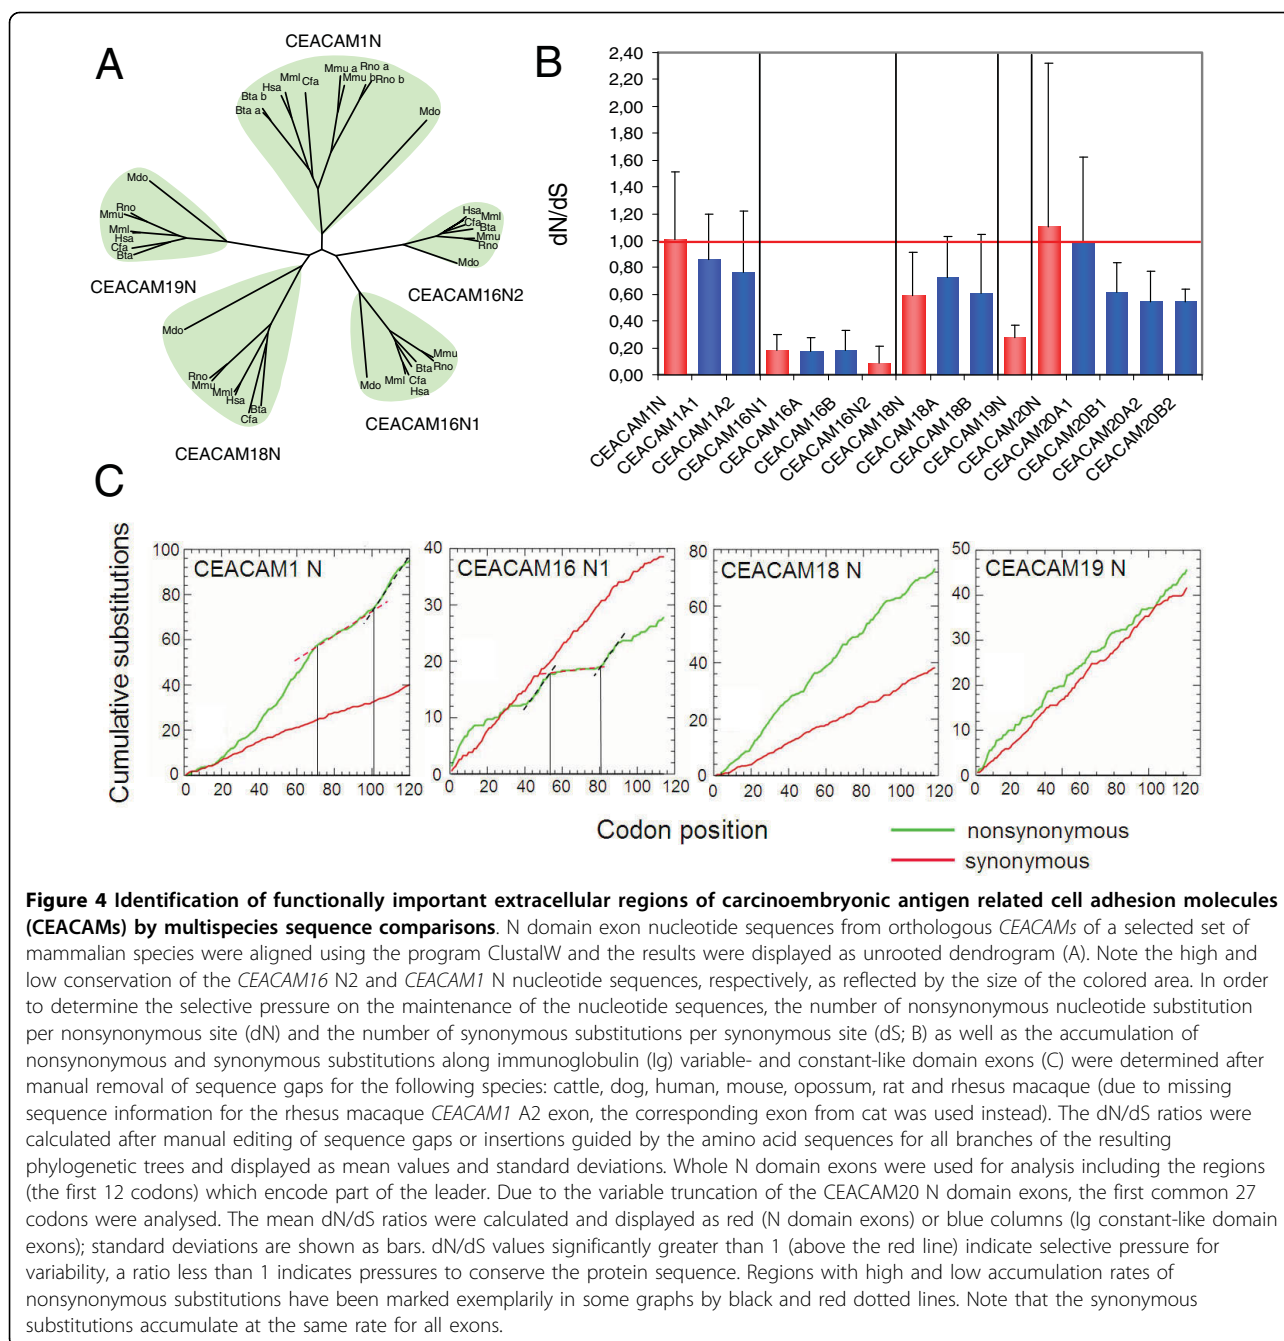 A
CEACAM1N
Mmu a
Rno a
Mml
Cfa
Mmu b
Rno b
Hsa
Bta b
Bta a
Mdo
Mdo
Rno
Mmu
Mml
Hsa
Cfa
Bta
CEACAM19N
Hsa
Mml
Cfa
Bta
Mmu
Rno
Mdo
CEACAM16N2
Mdo
Rno
Mmu
Mml
Hsa
Bta
Cfa
CEACAM18N
Mmu
Rno
Bta
Cfa
Mml
Hsa
Mdo
CEACAM16N1
B
dN/dS
2,40
2,20
2,00
1,80
1,60
1,40
1,20
1,00
0,80
0,60
0,40
0,20
0,00
CEACAM1N
CEACAM1A1
CEACAM1A2
CEACAM16N1
CEACAM16A
CEACAM16B
CEACAM16N2
CEACAM18N
CEACAM18A
CEACAM18B
CEACAM19N
CEACAM20N
CEACAM20A1
CEACAM20B1
CEACAM20A2
CEACAM20B2
C
Cumulative substitutions
CEACAM1 N
100
80
60
40
20
0
0 20 40 60 80 100 120
CEACAM16 N1
40
30
20
10
0
0 20 40 60 80 100 120
CEACAM18 N
80
60
40
20
0
0 20 40 60 80 100 120
CEACAM19 N
50
40
30
20
10
0
0 20 40 60 80 100 120
Codon position
nonsynonymous
synonymous
Figure 4 Identification of functionally important extracellular regions of carcinoembryonic antigen related cell adhesion molecules
(CEACAMs) by multispecies sequence comparisons. N domain exon nucleotide sequences from orthologous CEACAMs of a selected set of
mammalian species were aligned using the program ClustalW and the results were displayed as unrooted dendrogram (A). Note the high and
low conservation of the CEACAM16 N2 and CEACAM1 N nucleotide sequences, respectively, as reflected by the size of the colored area. In order
to determine the selective pressure on the maintenance of the nucleotide sequences, the number of nonsynonymous nucleotide substitution
per nonsynonymous site (dN) and the number of synonymous substitutions per synonymous site (dS; B) as well as the accumulation of
nonsynonymous and synonymous substitutions along immunoglobulin (Ig) variable- and constant-like domain exons (C) were determined after
manual removal of sequence gaps for the following species: cattle, dog, human, mouse, opossum, rat and rhesus macaque (due to missing
sequence information for the rhesus macaque CEACAM1 A2 exon, the corresponding exon from cat was used instead). The dN/dS ratios were
calculated after manual editing of sequence gaps or insertions guided by the amino acid sequences for all branches of the resulting
phylogenetic trees and displayed as mean values and standard deviations. Whole N domain exons were used for analysis including the regions
(the first 12 codons) which encode part of the leader. Due to the variable truncation of the CEACAM20 N domain exons, the first common 27
codons were analysed. The mean dN/dS ratios were calculated and displayed as red (N domain exons) or blue columns (Ig constant-like domain
exons); standard deviations are shown as bars. dN/dS values significantly greater than 1 (above the red line) indicate selective pressure for
variability, a ratio less than 1 indicates pressures to conserve the protein sequence. Regions with high and low accumulation rates of
nonsynonymous substitutions have been marked exemplarily in some graphs by black and red dotted lines. Note that the synonymous
substitutions accumulate at the same rate for all exons.